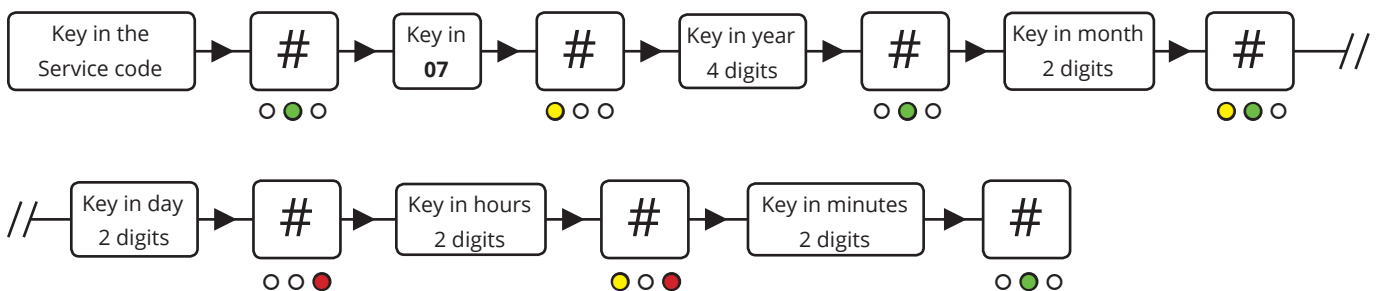 Key in the
Service code
#
Key in
07
#
Key in year
4 digits
#
Key in month
2 digits
#
Key in day
2 digits
#
Key in hours
2 digits
#
Key in minutes
2 digits
#